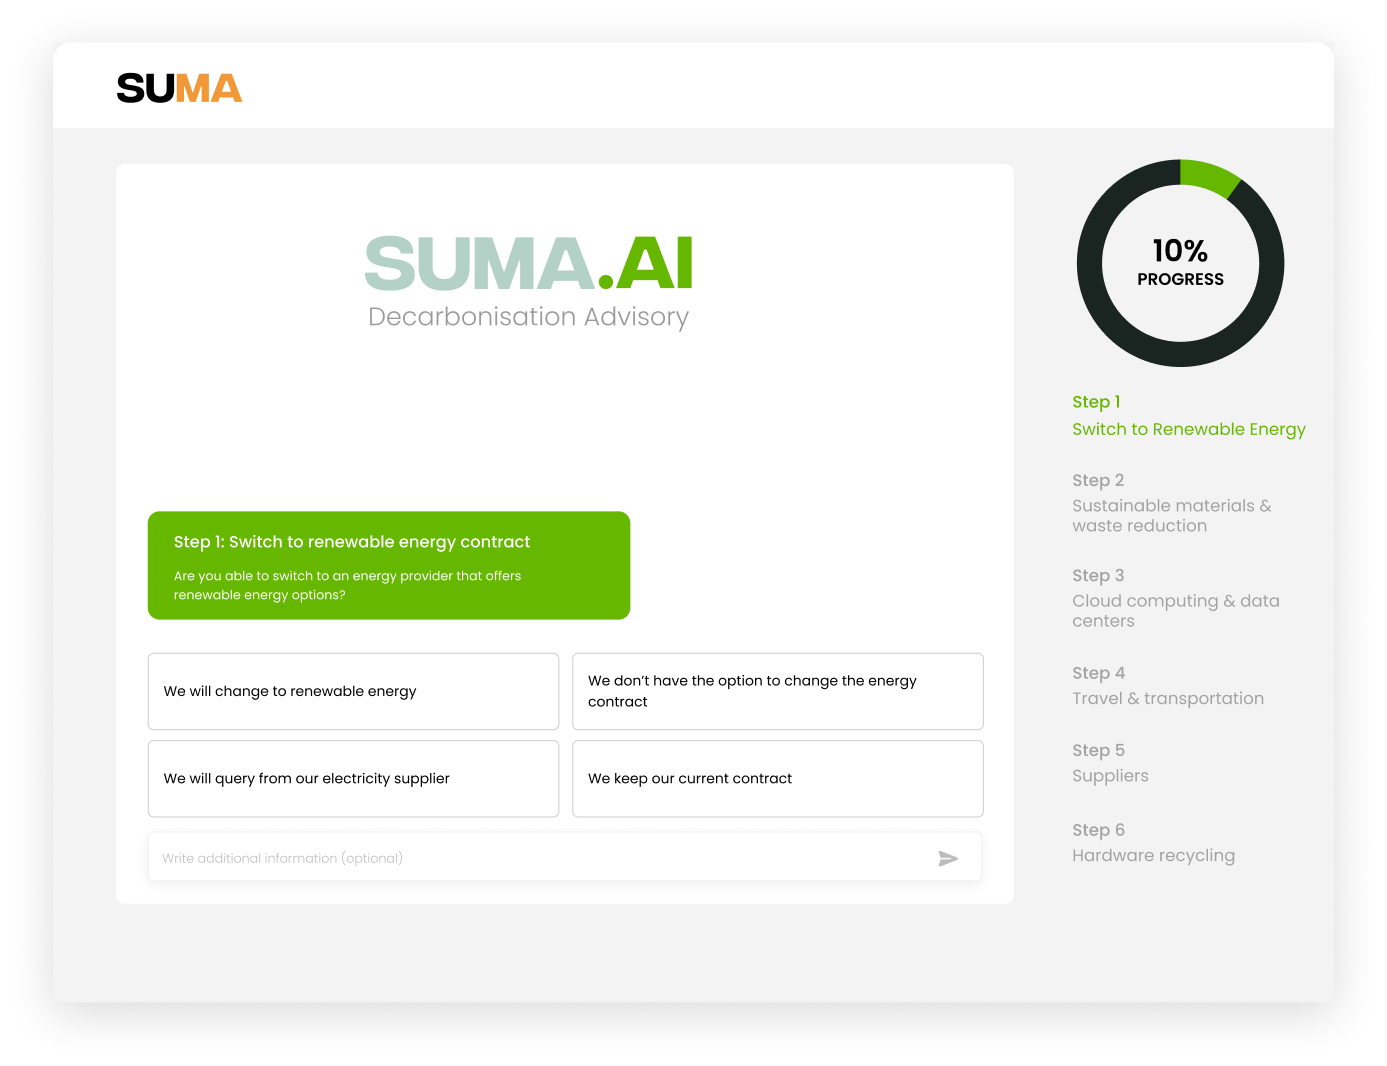 SUMA
SUMA.AI
Decarbonisation Advisory
Step 1: Switch to renewable energy contract
Are you able to switch to an energy provider that offers
renewable energy options?
We will change to renewable energy
We don’t have the option to change the energy
contract
We will query from our electricity supplier
We keep our current contract
Write additional information (optional)
10%
PROGRESS
Step 1
Switch to Renewable Energy
Step 2
Sustainable materials &
waste reduction
Step 3
Cloud computing & data
centers
Step 4
Travel & transportation
Step 5
Suppliers
Step 6
Hardware recycling